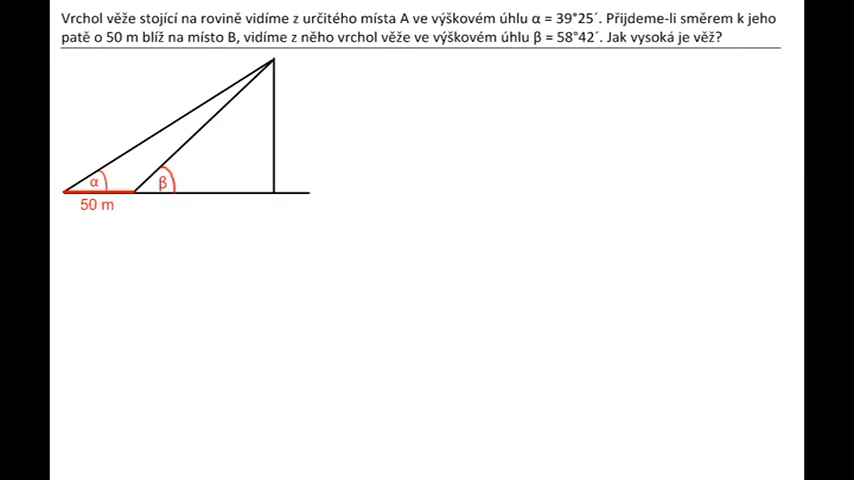 Vrchol věže stojící na rovině vidíme z určitého místa A ve výškovém úhlu α = 39°25´. Přijdeme-li směrem k jeho
patě o 50 m blíž na místo B, vidíme z něho vrchol věže ve výškovém úhlu β = 58°42´. Jak vysoká je věž?
α
β
50 m